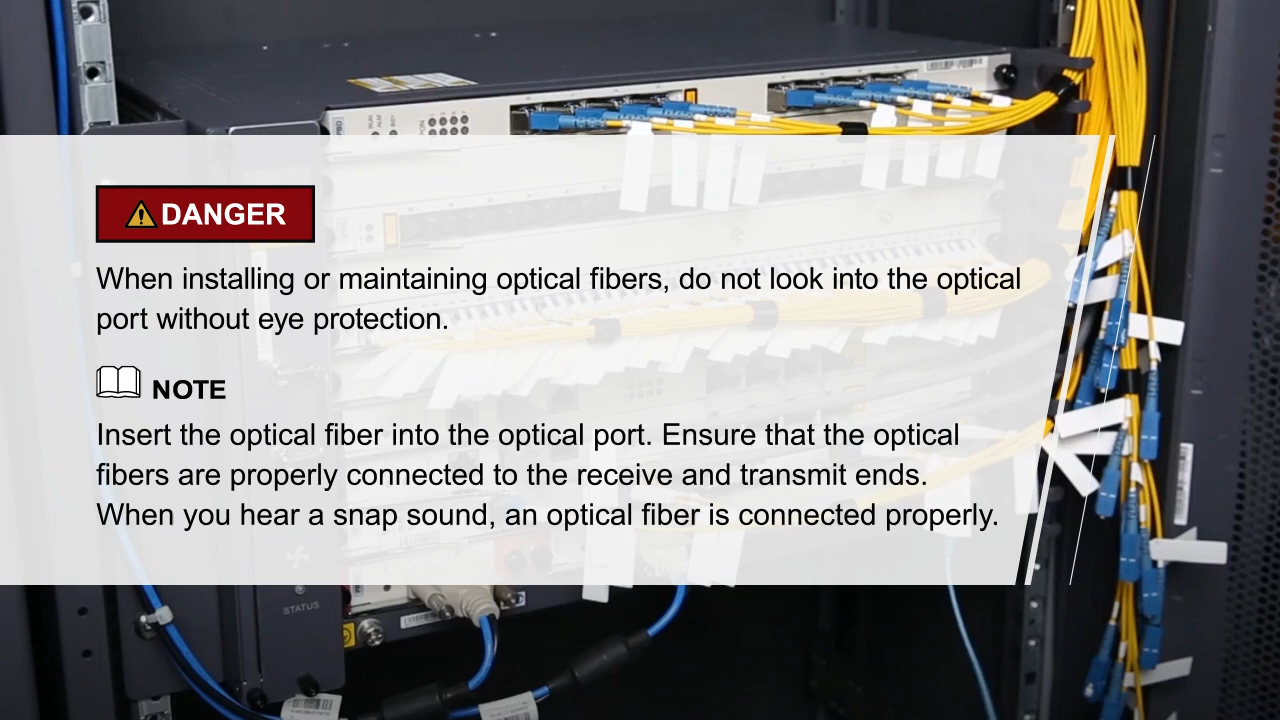 DANGER
When installing or maintaining optical fibers, do not look into the optical
port without eye protection.
NOTE
Insert the optical fiber into the optical port. Ensure that the optical
fibers are properly connected to the receive and transmit ends.
When you hear a snap sound, an optical fiber is connected properly.
STATUS